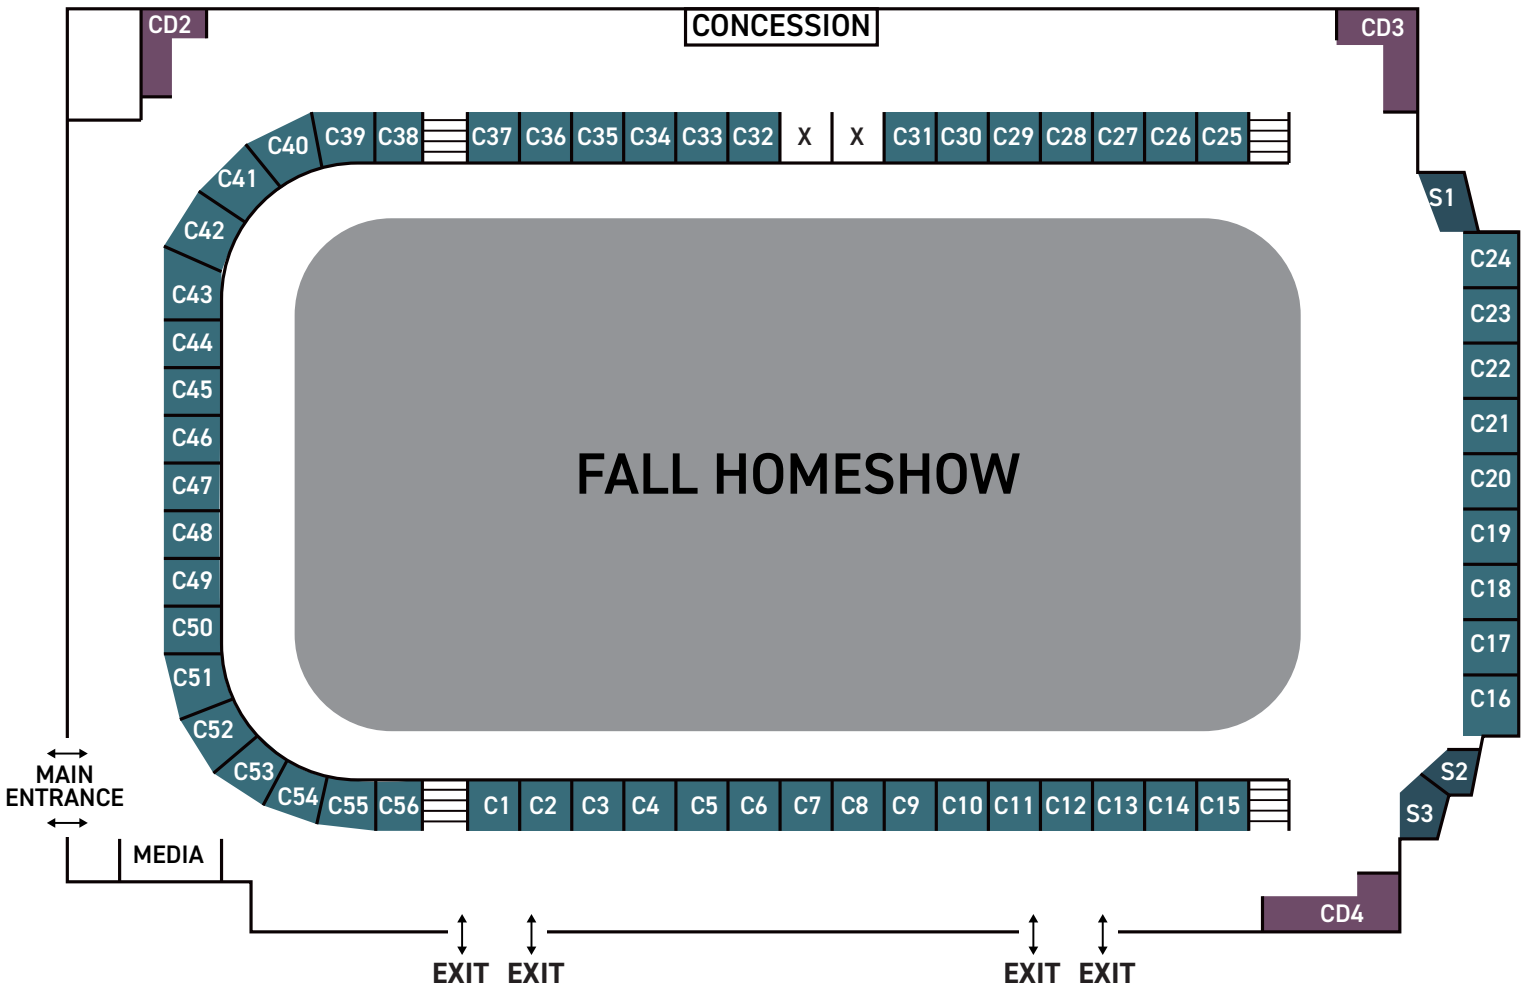 CD2
CONCESSION
CD3
C40
C39
C38
C37
C36
C35
C34
C33
C32
X
X
C31
C30
C29
C28
C27
C26
C25
C41
C42
S1
C24
C43
C23
C44
C22
C45
C21
C46
FALL HOMESHOW
C20
C47
C48
C19
C49
C18
C50
C17
C51
C16
C52
C53
S2
MAIN
ENTRANCE
C54
C55
C56
C1
C2
C3
C4
C5
C6
C7
C8
C9
C10
C11
C12
C13
C14
C15
S3
MEDIA
CD4
EXIT
EXIT
EXIT
EXIT